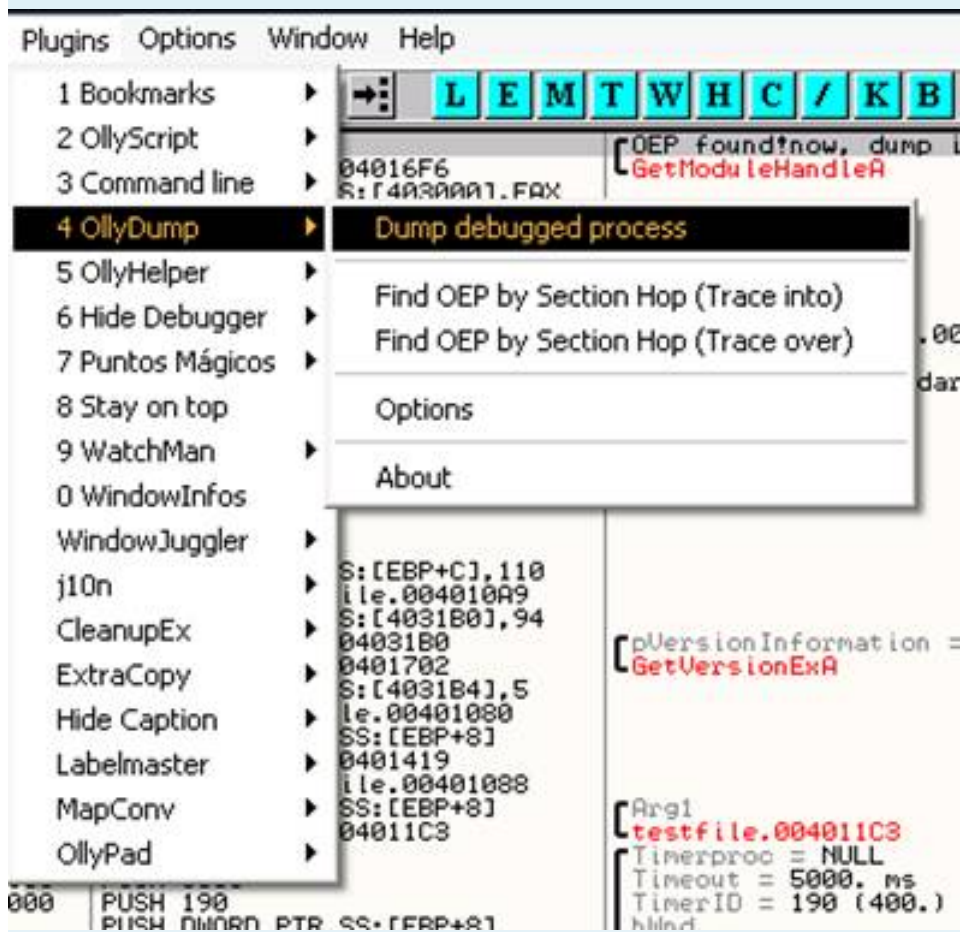 Plugins Options Window Help
L E M T W H C / K B
1 Bookmarks
2 OllyScript
3 Command line
4 OllyDump
5 OllyHelper
6 Hide Debugger
7 Puntos Mágicos
8 Stay on top
9 WatchMan
0 WindowInfos
WindowJuggler
j10n
CleanupEx
ExtraCopy
Hide Caption
Labelmaster
MapConv
OllyPad
Dump debugged process
Find OEP by Section Hop (Trace into)
Find OEP by Section Hop (Trace over)
Options
About
04016F6
S:[403000],EAX
S:[EBP+C],110
ile.004010A9
S:[4031B0],94
04031B0
0401702
S:[4031B4],5
le.00401080
SS:[EBP+8]
0401419
ile.00401088
SS:[EBP+8]
04011C3
000 PUSH 190
PUSH DWORD PTR SS:[EBP+8]
OEP found!now, dump
GetModuleHandleA
.00
dar
pVersionInformation =
GetVersionExA
Arg1
testfile.004011C3
Timerproc = NULL
Timeout = 5000. ms
TimerID = 190 (400.)
hWnd